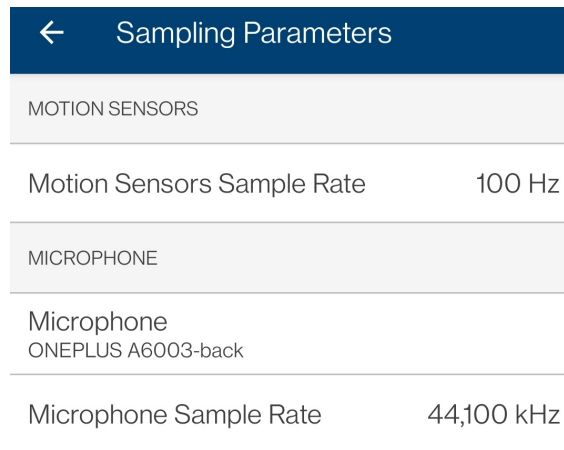 Sampling Parameters
MOTION SENSORS
Motion Sensors Sample Rate 100 Hz
MICROPHONE
Microphone
ONEPLUS A6003-back
Microphone Sample Rate 44,100 kHz